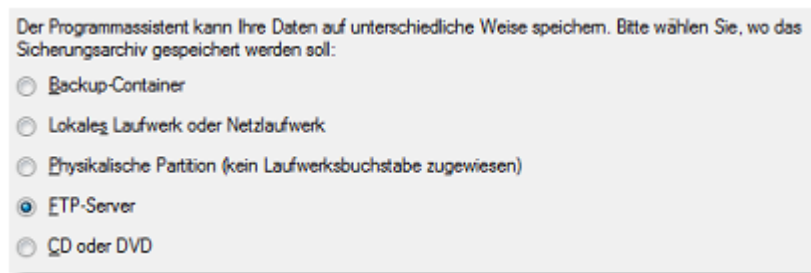 Der Programmassistent kann Ihre Daten auf unterschiedliche Weise speichern. Bitte wählen Sie, wo das
Sicherungsarchiv gespeichert werden soll:
Backup-Container
Lokales Laufwerk oder Netzlaufwerk
Physikalische Partition (kein Laufwerksbuchstabe zugewiesen)
FTP-Server
CD oder DVD